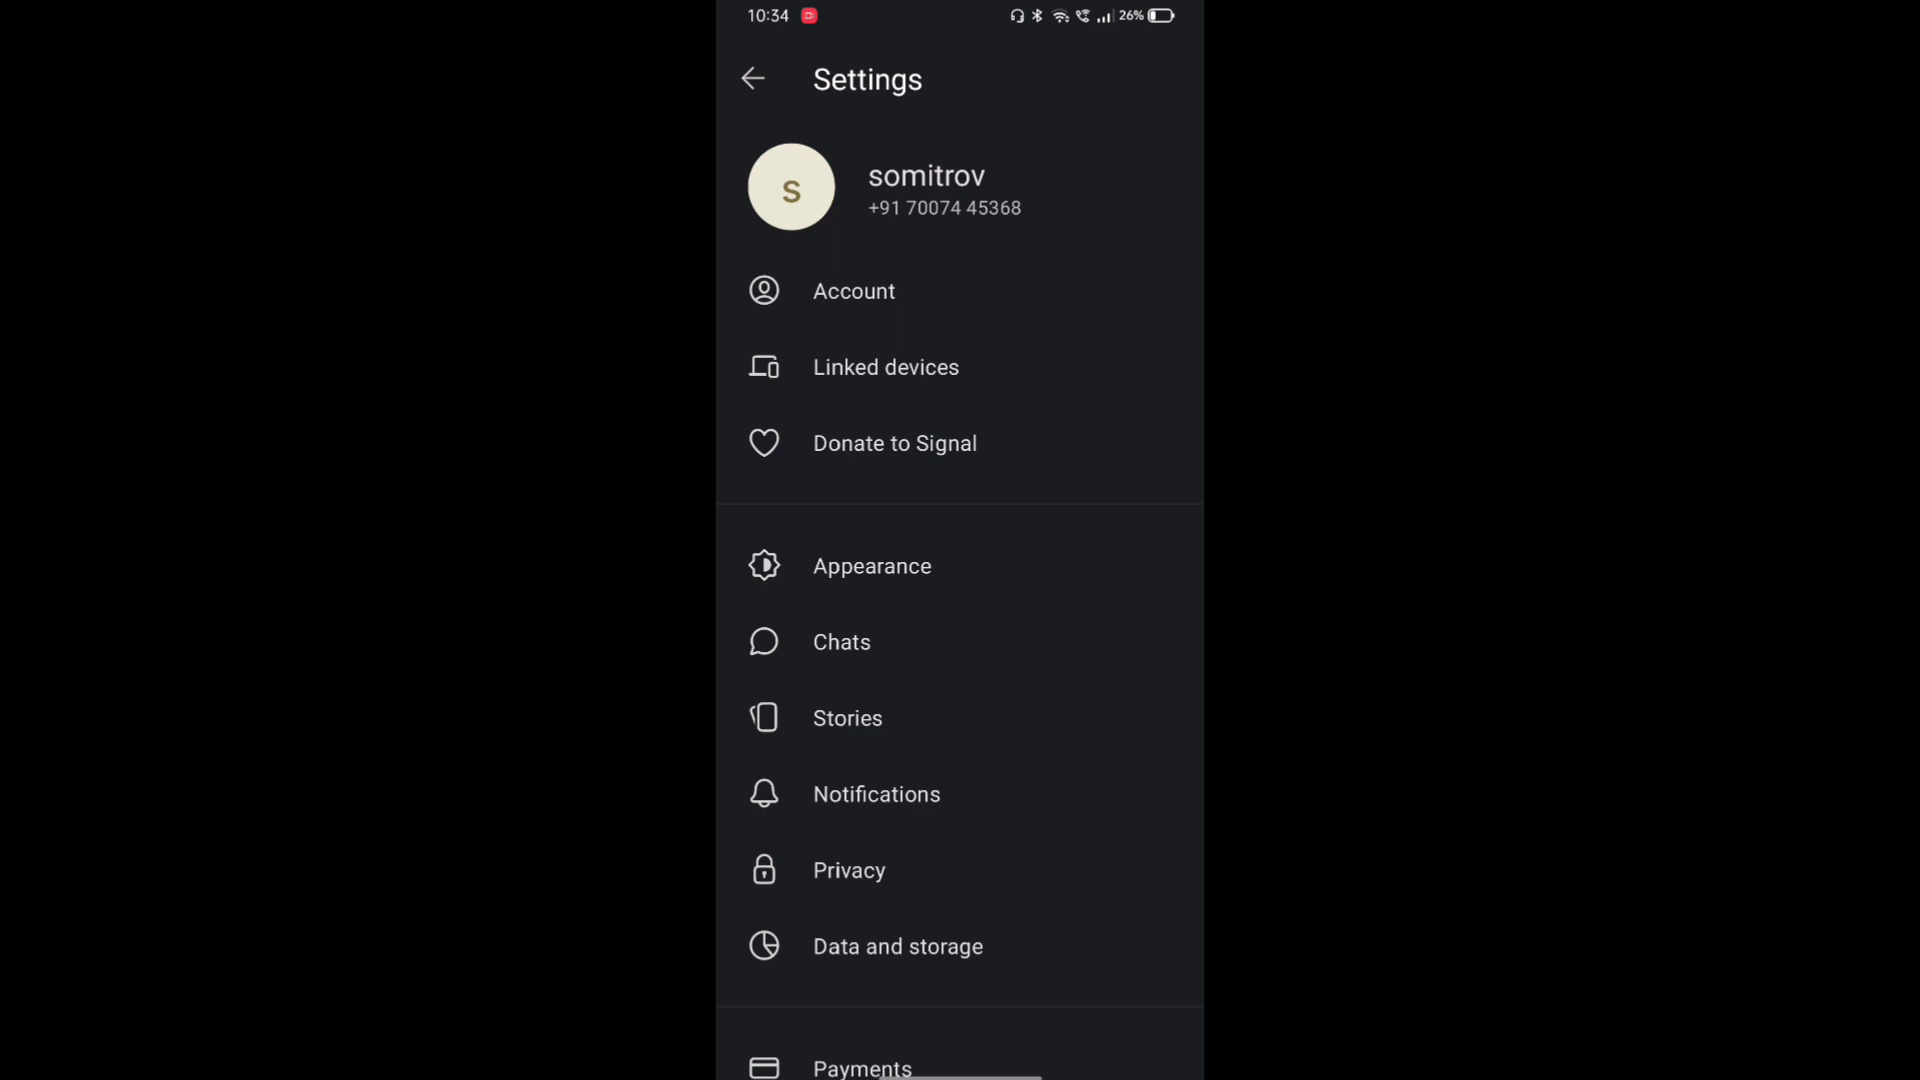 10:34 26%
Settings
S
somitrov
+91 70074 45368
Account
Linked devices
Donate to Signal
Appearance
Chats
Stories
Notifications
Privacy
Data and storage
Payments